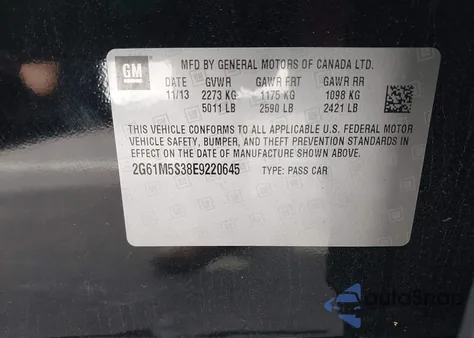 GM
MFD BY GENERAL MOTORS OF CANADA LTD.
11/13 GVWR GAWR FRT GAWR RR
2273 KG 1175 KG 1098 KG
5011 LB 2590 LB 2421 LB
THIS VEHICLE CONFORMS TO ALL APPLICABLE U.S. FEDERAL MOTOR
VEHICLE SAFETY, BUMPER, AND THEFT PREVENTION STANDARDS IN
EFFECT ON THE DATE OF MANUFACTURE SHOWN ABOVE.
2G61M5S38E9220645 TYPE: PASS CAR
autoSnap